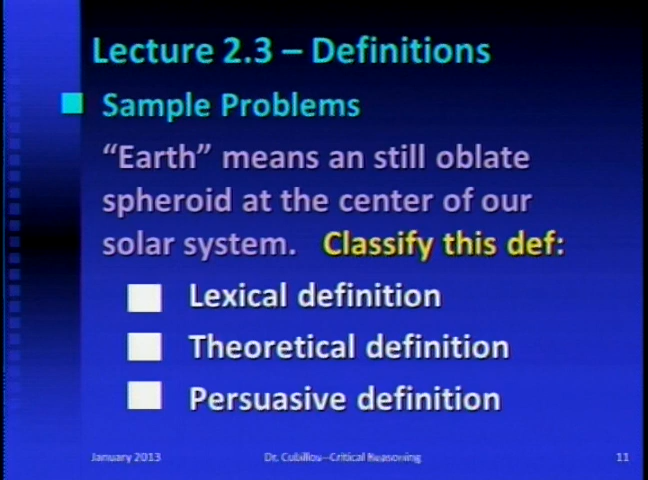 Lecture 2.3 – Definitions
Sample Problems
“Earth” means an still oblate
spheroid at the center of our
solar system. Classify this def:
Lexical definition
Theoretical definition
Persuasive definition
January 2013 Dr. Cubillou--Critical Reasoning 11